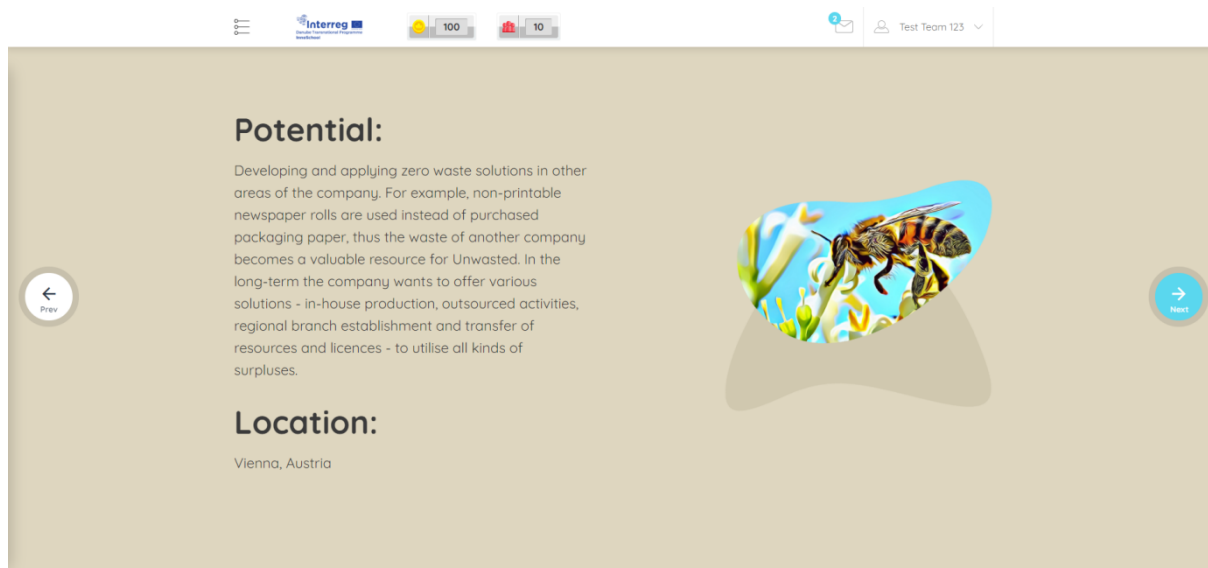 Interreg
Danube Transnational Programme
100
10
2
Test Team 123
Potential:
Developing and applying zero waste solutions in other
areas of the company. For example, non-printable
newspaper rolls are used instead of purchased
packaging paper, thus the waste of another company
becomes a valuable resource for Unwasted. In the
long-term the company wants to offer various
solutions - in-house production, outsourced activities,
regional branch establishment and transfer of
resources and licences - to utilise all kinds of
surpluses.
Prev
Next
Location:
Vienna, Austria